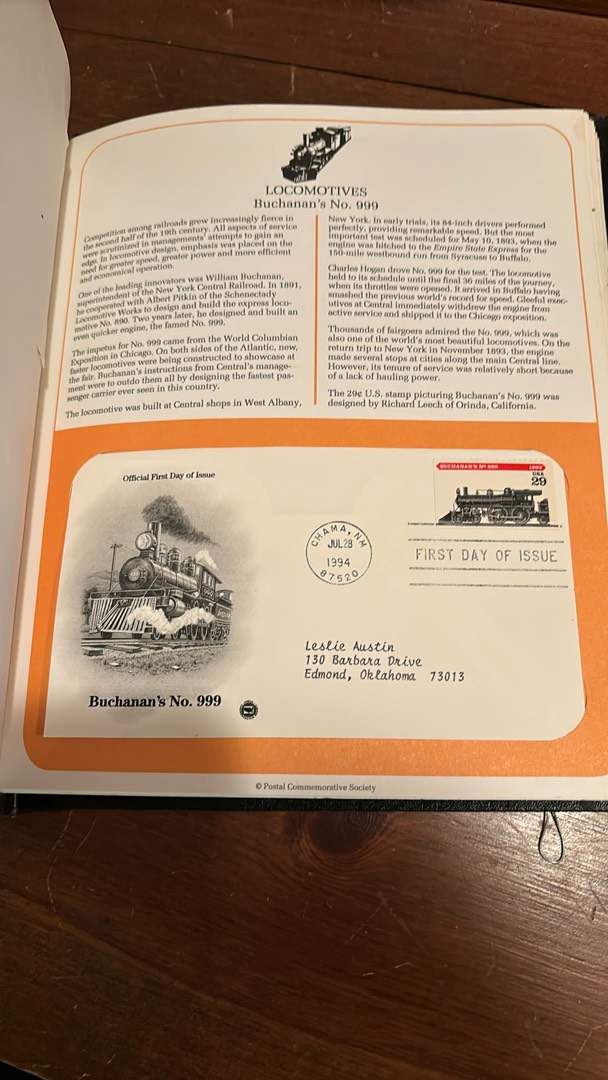 LOCOMOTIVES
Buchanan's No. 999
Competition among railroads grew increasingly fierce in
the second half of the 19th century. All aspects of service
were scrutinized in managements' attempts to gain an
edge. In locomotive design, emphasis was placed on the
need for greater speed, greater power and more efficient
and economical operation.
One of the leading innovators was William Buchanan,
superintendent of the New York Central Railroad. In 1891,
he cooperated with Albert Pitkin of the Schenectady
Locomotive Works to design and build the express loco-
motive No. 890. Two years later, he designed and built an
even quicker engine, the famed No. 999.
The impetus for No. 999 came from the World Columbian
Exposition in Chicago. On both sides of the Atlantic, new,
faster locomotives were being constructed to showcase at
the fair. Buchanan's instructions from Central's manage-
ment were to outdo them all by designing the fastest pas-
senger carrier ever seen in this country.
The locomotive was built at Central shops in West Albany,
New York. In early trials, its 84-inch drivers performed
perfectly, providing remarkable speed. But the most
important test was scheduled for May 10, 1893, when the
engine was hitched to the Empire State Express for the
150-mile westbound run from Syracuse to Buffalo.
Charles Hogan drove No. 999 for the test. The locomotive
held to its schedule until the final 36 miles of the journey,
when its throttles were opened. It arrived in Buffalo having
smashed the previous world's record for speed. Gleeful exec-
utives at Central immediately withdrew the engine from
active service and shipped it to the Chicago exposition.
Thousands of fairgoers admired the No. 999, which was
also one of the world's most beautiful locomotives. On the
return trip to New York in November 1893, the engine
made several stops at cities along the main Central line.
However, its tenure of service was relatively short because
of a lack of hauling power.
The 29¢ U.S. stamp picturing Buchanan's No. 999 was
designed by Richard Leech of Orinda, California.
Official First Day of Issue
BUCHANAN'S Nº 999 1893
USA
29
CHAMA, NM
JUL 28
1994
87520
FIRST DAY OF ISSUE
Leslie Austin
130 Barbara Drive
Edmond, Oklahoma 73013
Buchanan's No. 999
© Postal Commemorative Society